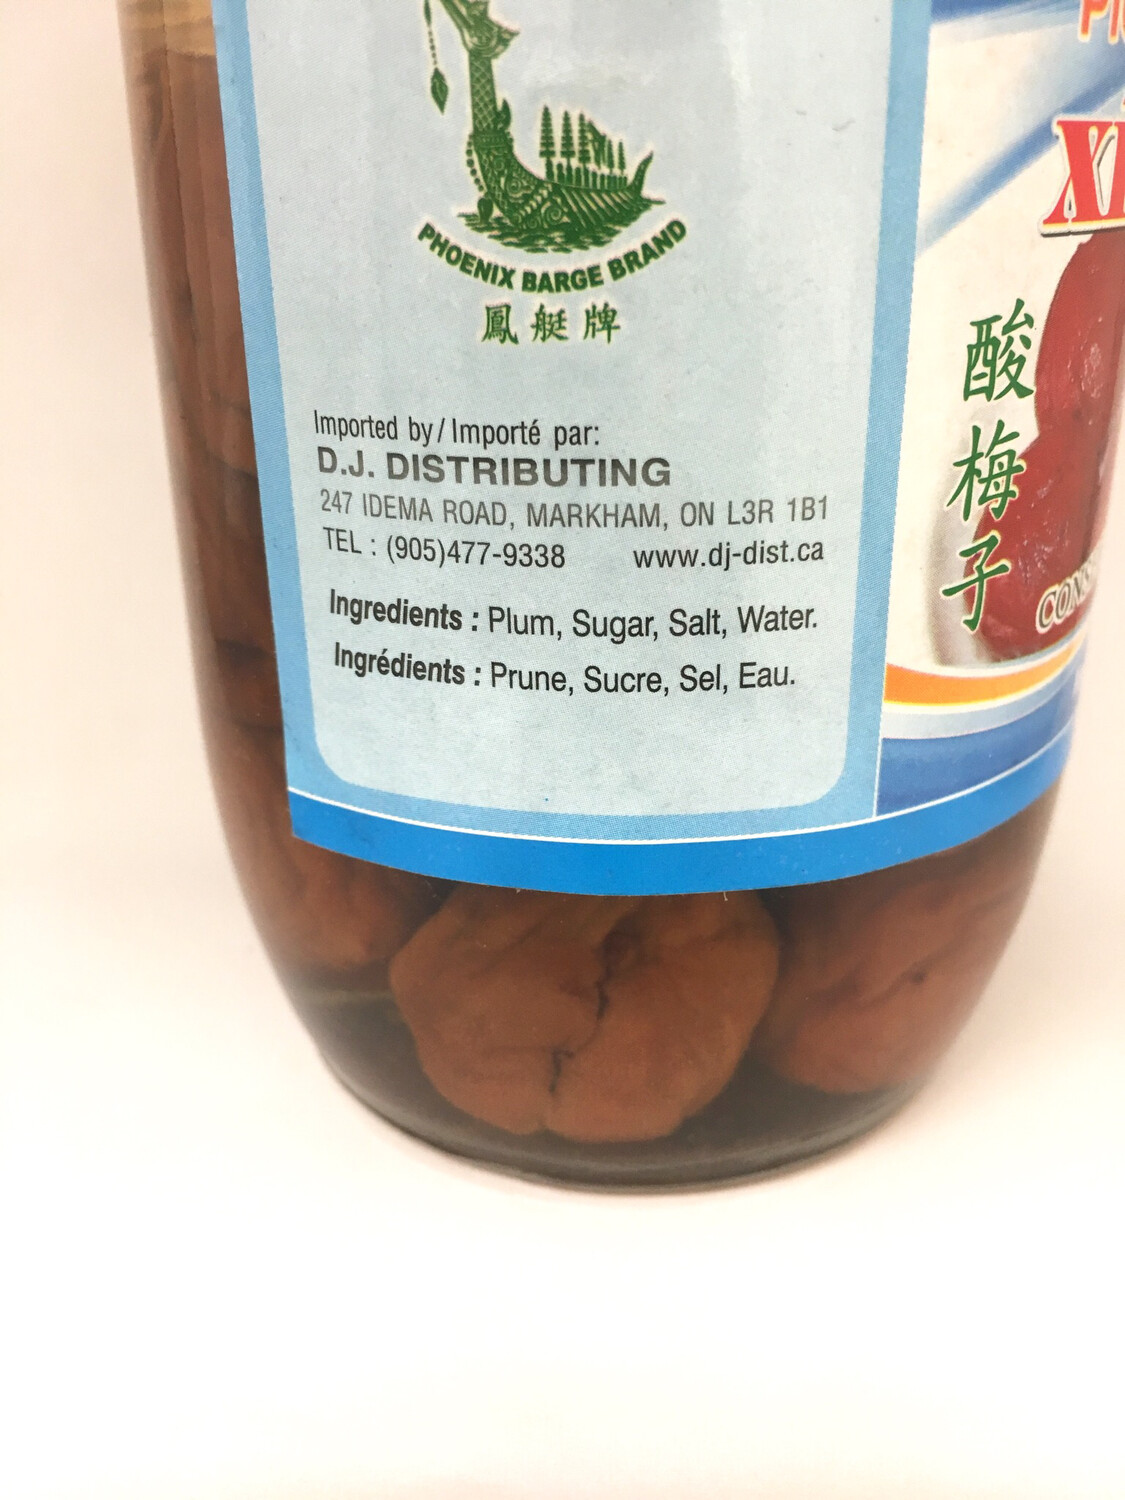 PHOENIX BARGE BRAND
鳳艇牌
Imported by / Importé par:
D.J. DISTRIBUTING
247 IDEMA ROAD, MARKHAM, ON L3R 1B1
TEL : (905)477-9338 www.dj-dist.ca
Ingredients : Plum, Sugar, Salt, Water.
Ingrédients : Prune, Sucre, Sel, Eau.
酸梅子